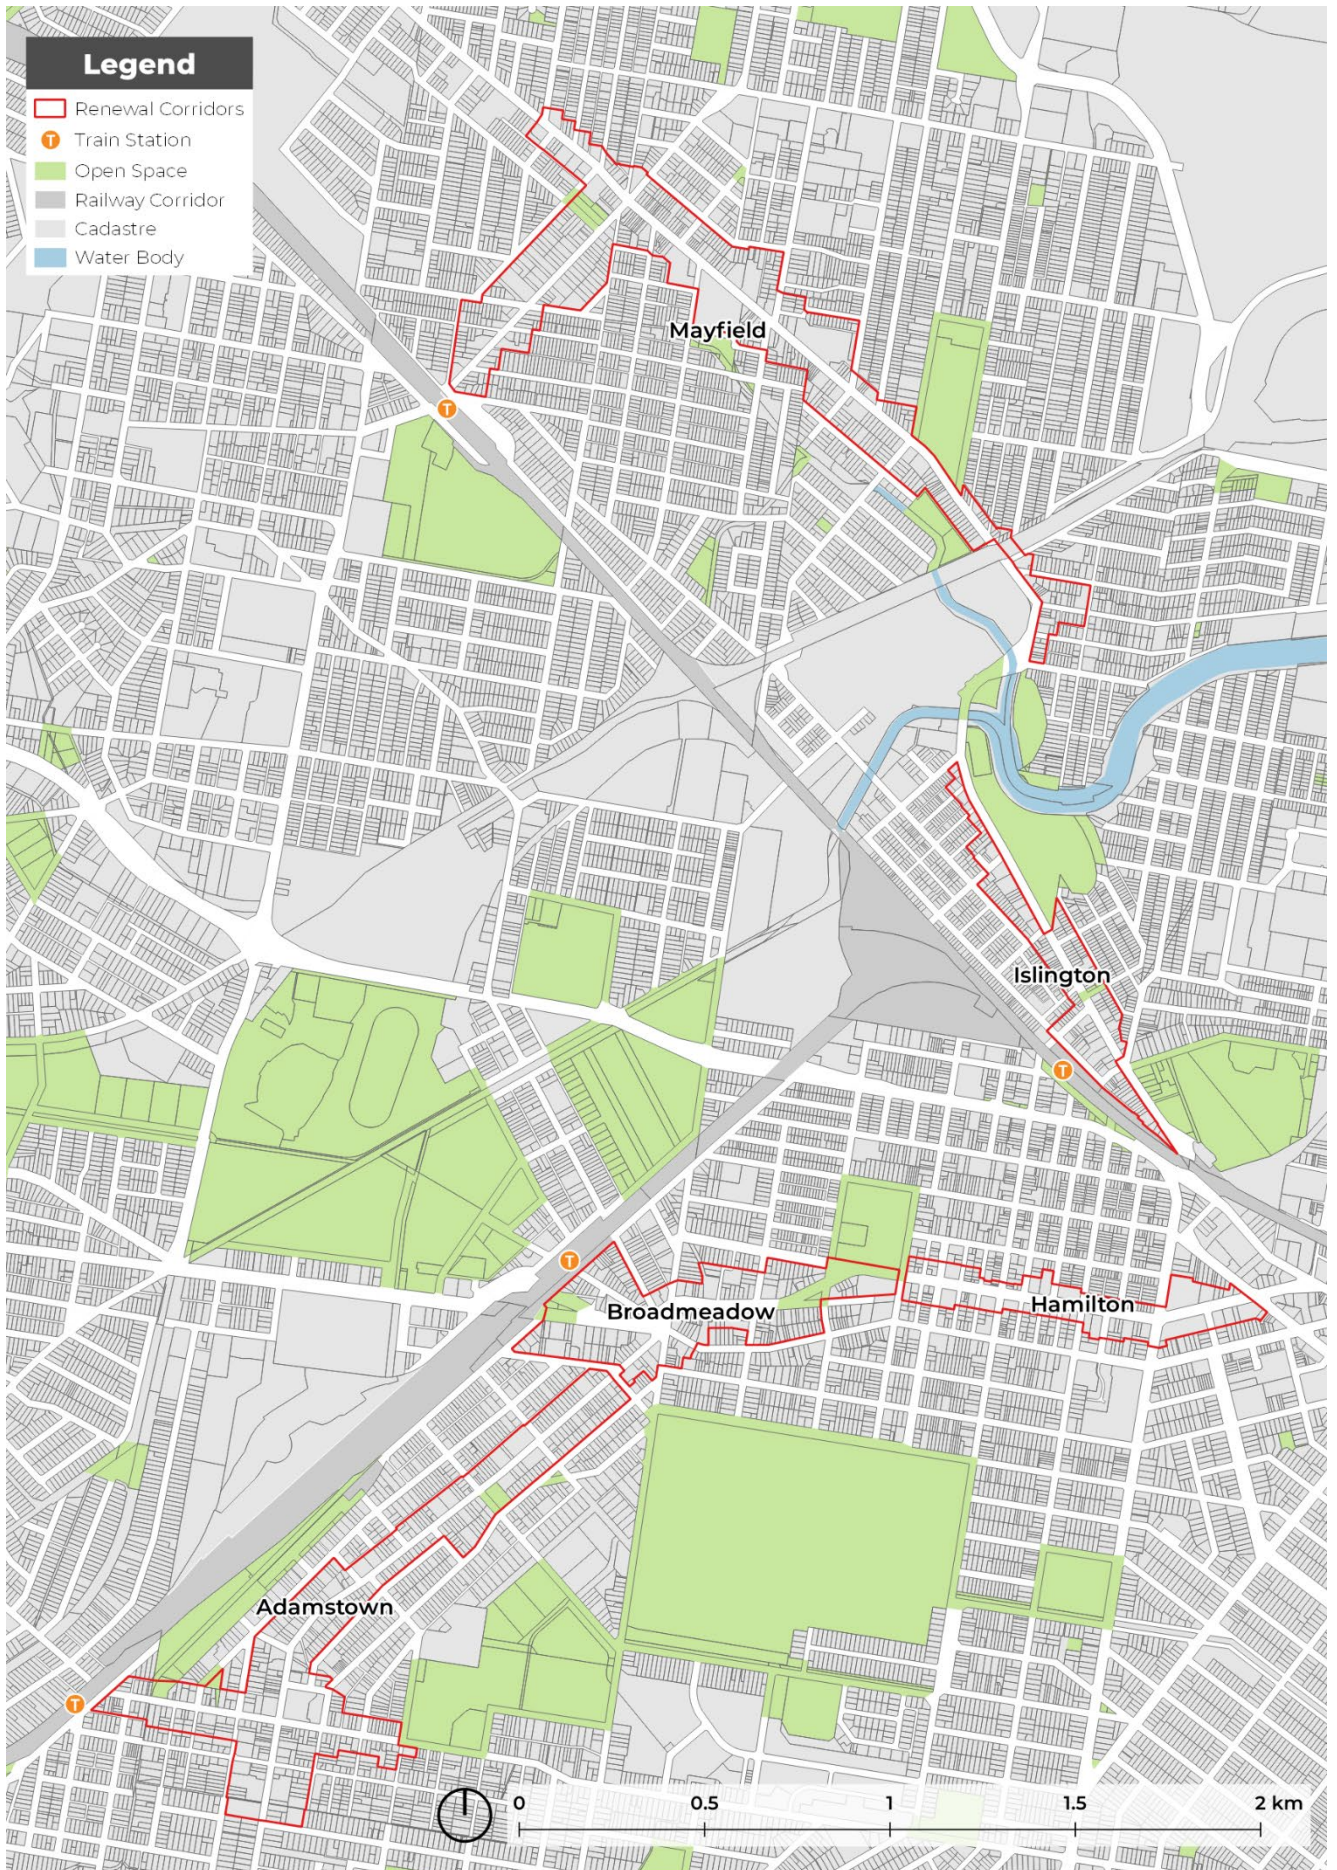 Legend
Renewal Corridors
T Train Station
Open Space
Railway Corridor
Cadastre
Water Body
Mayfield
T
Islington
T
T
Hamilton
Broadmeadow
Adamstown
T
0 0.5 1 1.5 2 km